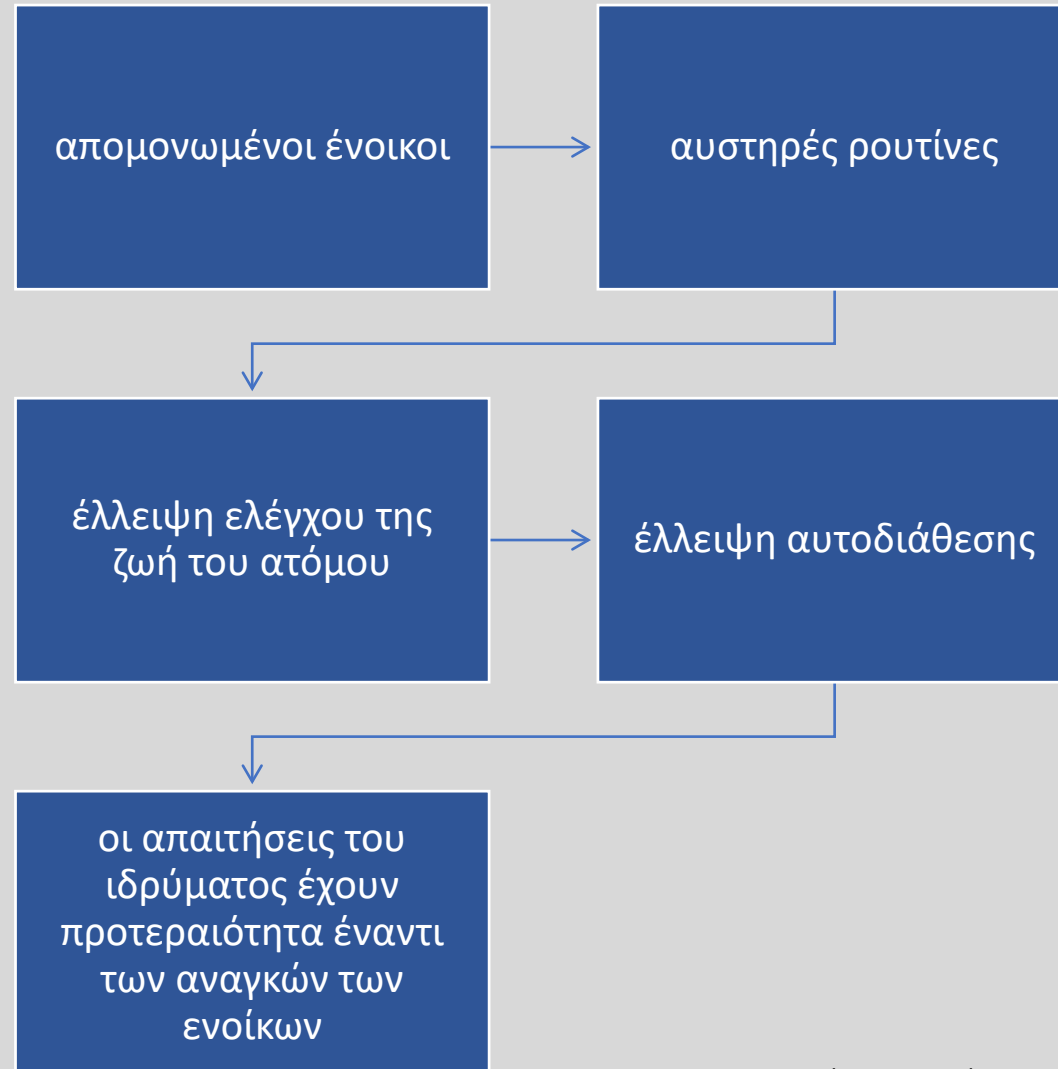 απομονωμένοι ένοικοι
αυστηρές ρουτίνες
έλλειψη ελέγχου της
ζωή του ατόμου
έλλειψη αυτοδιάθεσης
οι απαιτήσεις του
ιδρύματος έχουν
προτεραιότητα έναντι
των αναγκών των
ενοίκων